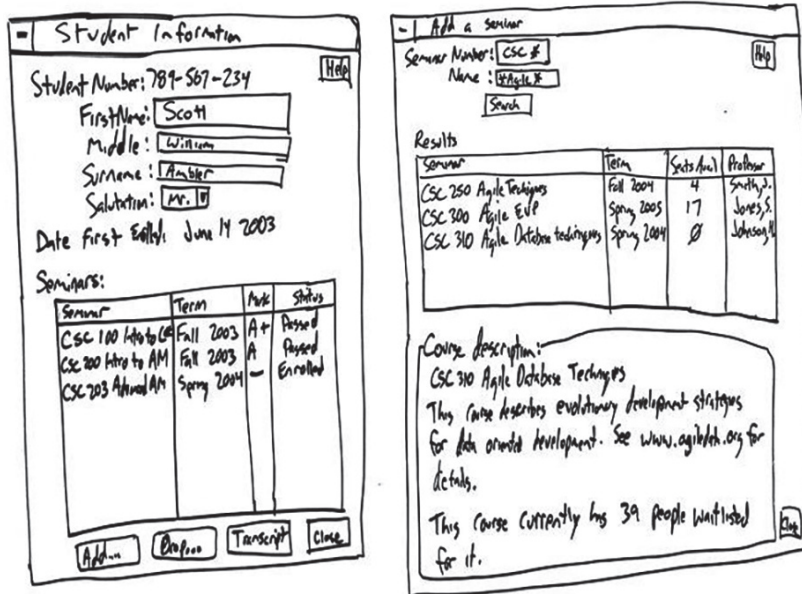 Student Information
Help
Student Number: 789-567-234
First Name: Scott
Middle: William
Surname: Ambler
Salutation: Mr.
Date First Enlled: June 14 2003
Seminars:
Seminar Term Mark Status
CSC 100 Intro to Fall 2003 A+ Passed
CSC 200 Intro to AM Fall 2003 A Passed
CSC 203 Advanced AM Spring 2004 — Enrolled
Add... Drop... Transcript Close
Add a seminar
Seminar Number: CSC *
Help
Name: *Agile*
Search
Results
Seminar Term Seats Avail Professor
CSC 250 Agile Techniques Fall 2004 4 Smith, J.
CSC 300 Agile EUP Spring 2005 17 Jones, S.
CSC 310 Agile Database techniques Spring 2004 Ø Johnson,
Course description:
CSC 310 Agile Database Techniques
This course describes evolutionary development strategies
for data oriented development. See www.agiledata.org for
details.
This course currently has 39 people waitlisted
for it.
Close